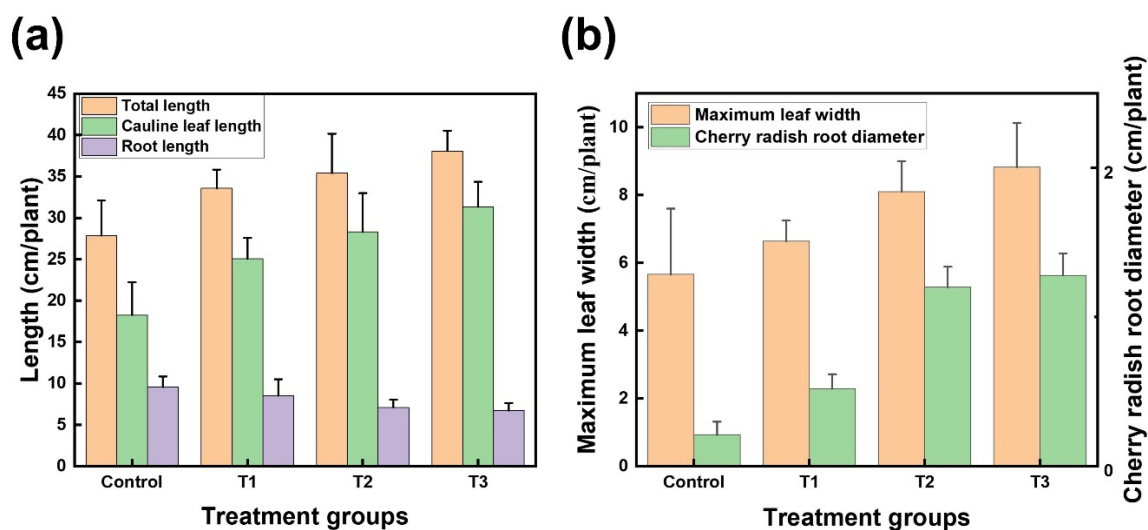 (a)
45
40
35
30
25
20
15
10
5
0
Length (cm/plant)
Total length
Cauline leaf length
Root length
Control T1 T2 T3
Treatment groups
(b)
10
8
6
4
2
0
Maximum leaf width (cm/plant)
Maximum leaf width
Cherry radish root diameter
2
0
Cherry radish root diameter (cm/plant)
Control T1 T2 T3
Treatment groups